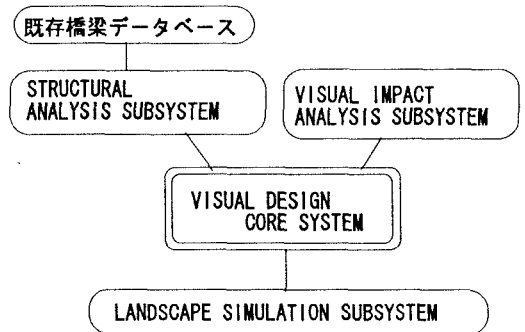 既存橋梁データベース
STRUCTURAL
ANALYSIS SUBSYSTEM
VISUAL IMPACT
ANALYSIS SUBSYSTEM
VISUAL DESIGN
CORE SYSTEM
LANDSCAPE SIMULATION SUBSYSTEM